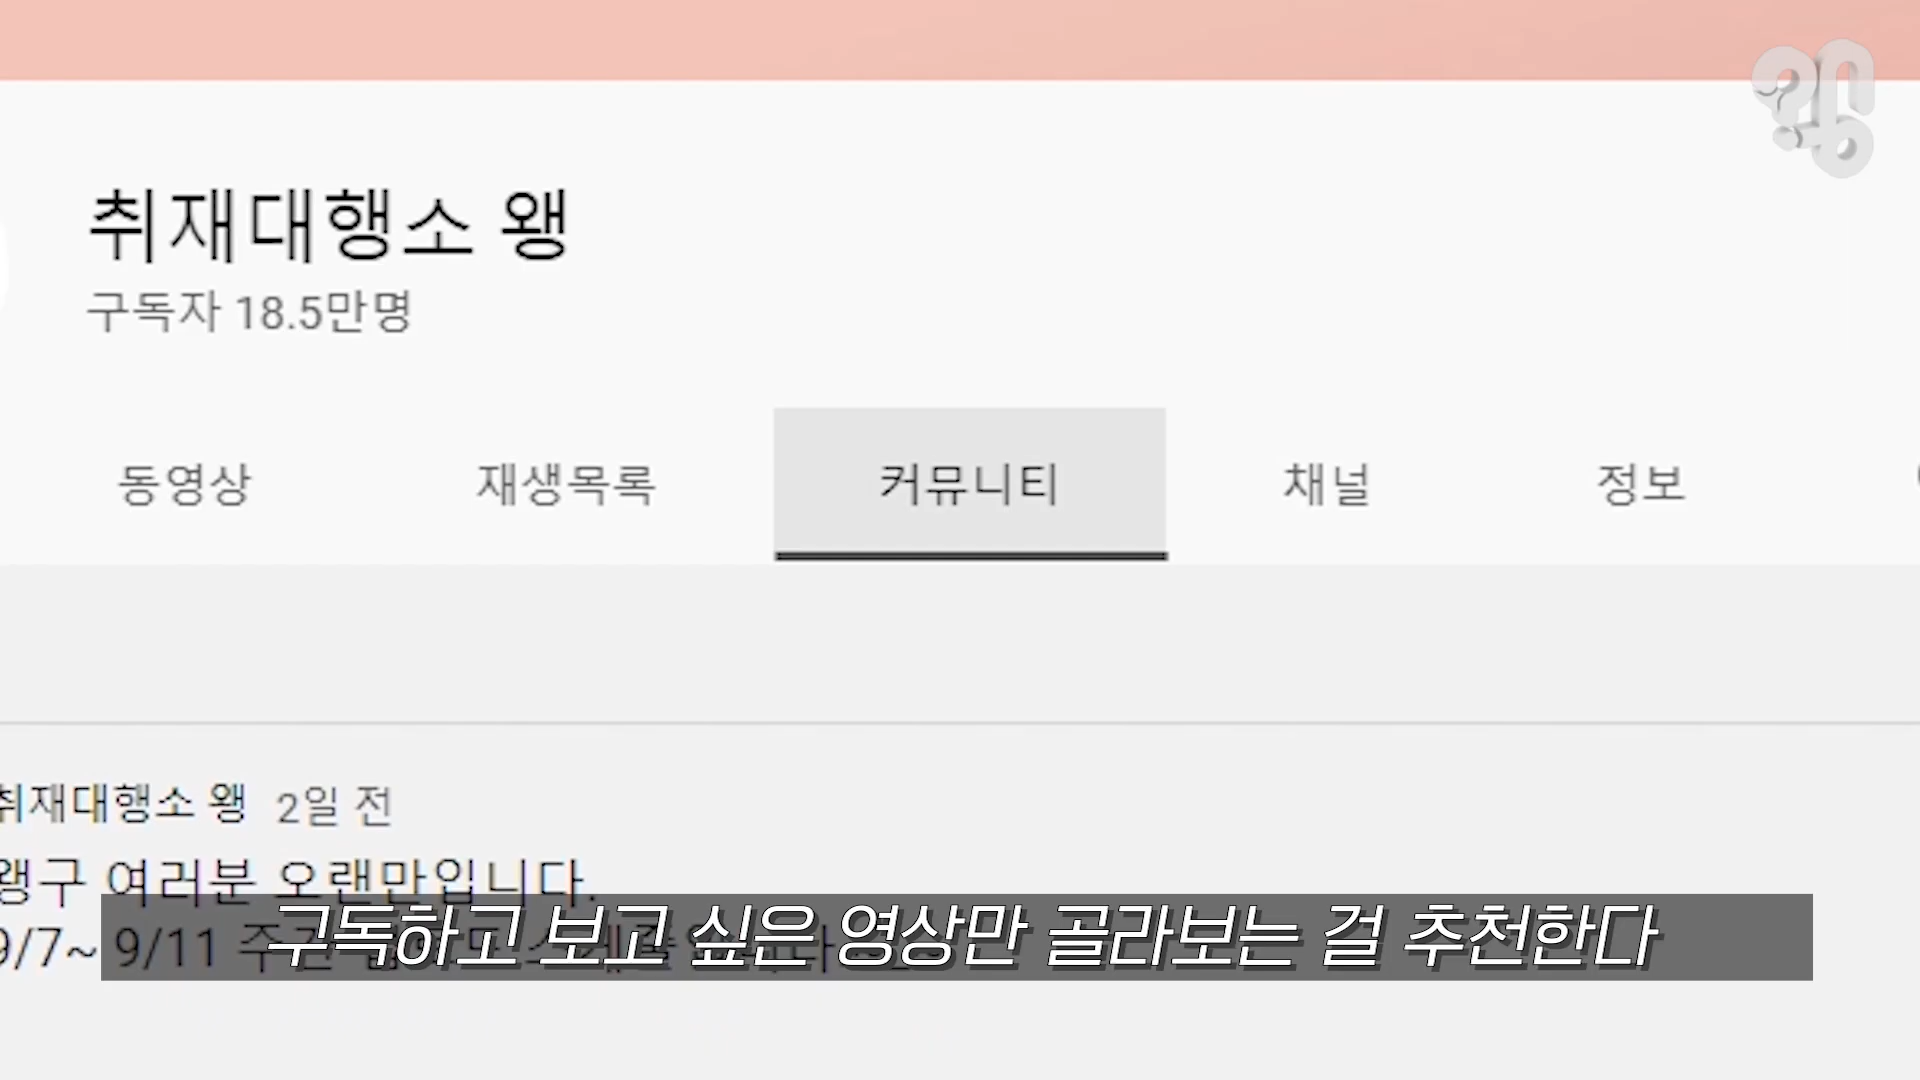 취재대행소 왱
구독자 18.5만명
동영상 재생목록 커뮤니티 채널 정보
취재대행소 왱 2일 전
왱구 여러분 오랜만입니다.
9/7~ 9/11 주간
구독하고 보고 싶은 영상만 골라보는 걸 추천한다
왱